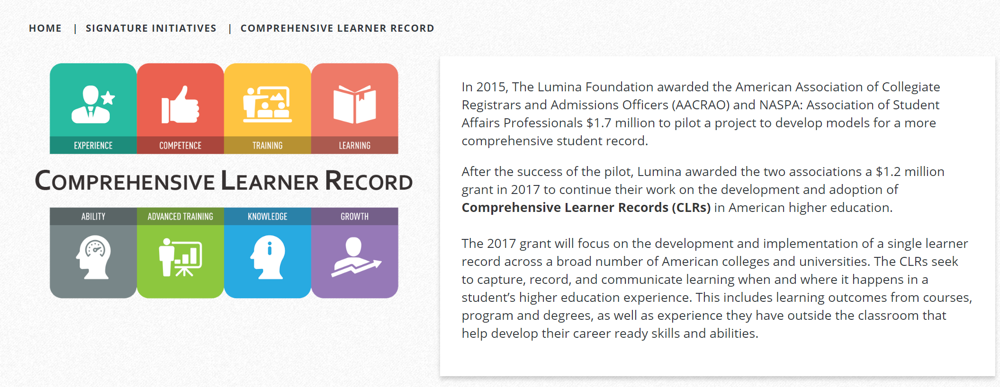 HOME | SIGNATURE INITIATIVES | COMPREHENSIVE LEARNER RECORD
EXPERIENCE COMPETENCE TRAINING LEARNING
COMPREHENSIVE LEARNER RECORD
ABILITY ADVANCED TRAINING KNOWLEDGE GROWTH
In 2015, The Lumina Foundation awarded the American Association of Collegiate
Registrars and Admissions Officers (AACRAO) and NASPA: Association of Student
Affairs Professionals $1.7 million to pilot a project to develop models for a more
comprehensive student record.
After the success of the pilot, Lumina awarded the two associations a $1.2 million
grant in 2017 to continue their work on the development and adoption of
Comprehensive Learner Records (CLRs) in American higher education.
The 2017 grant will focus on the development and implementation of a single learner
record across a broad number of American colleges and universities. The CLRs seek
to capture, record, and communicate learning when and where it happens in a
student’s higher education experience. This includes learning outcomes from courses,
program and degrees, as well as experience they have outside the classroom that
help develop their career ready skills and abilities.